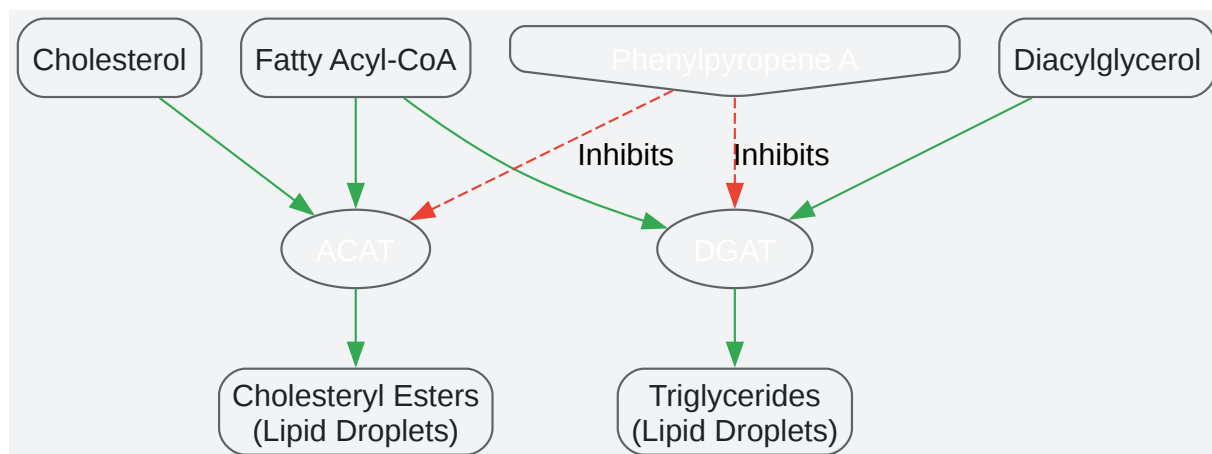 Cholesterol
Fatty Acyl-CoA
Phenylpyropene A
Diacylglycerol
Inhibits
Inhibits
ACAT
DGAT
Cholesteryl Esters
(Lipid Droplets)
Triglycerides
(Lipid Droplets)